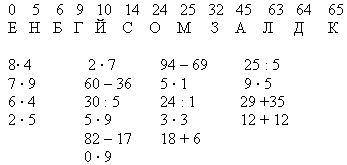 0 5 6 9 10 14 24 25 32 45 63 64 65
Е Н Б Г Й С О М З А Л Д К
8· 4 2 · 7 94 – 69 25 : 5
7 · 9 60 – 36 5 · 1 9 · 5
6 · 4 30 : 5 24 : 1 29 +35
2 · 5 5 · 9 3 · 3 12 + 12
82 – 17 18 + 6
0 · 9